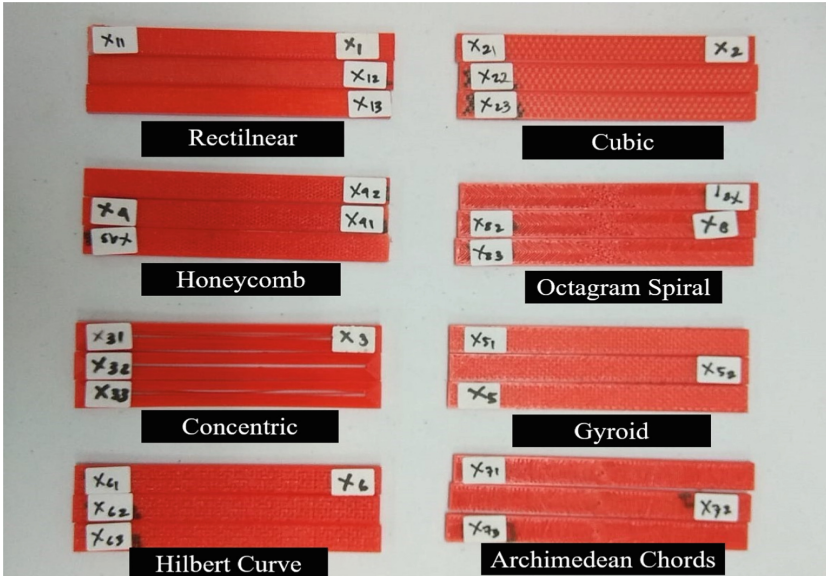 X11 X1
X12
X13
Rectilnear
X21 X2
X22
X23
Cubic
X92
X9 X91
X93
Honeycomb
X81
X82 X8
X83
Octagram Spiral
X31 X3
X32
X33
Concentric
X51
X52
X5
Gyroid
X61 X6
X62
X63
Hilbert Curve
X71
X72
X73
Archimedean Chords